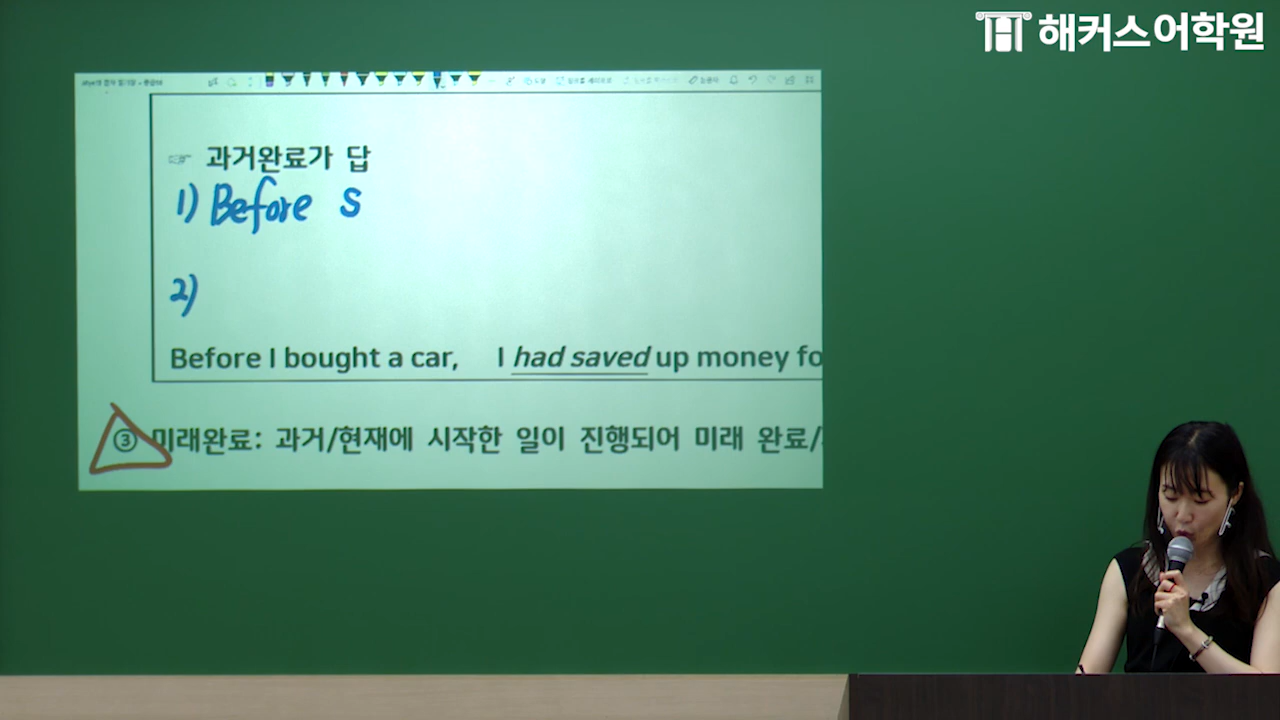 해커스어학원
☞ 과거완료가 답
1) Before S
2)
Before I bought a car, I had saved up money fo
③ 미래완료: 과거/현재에 시작한 일이 진행되어 미래 완료/